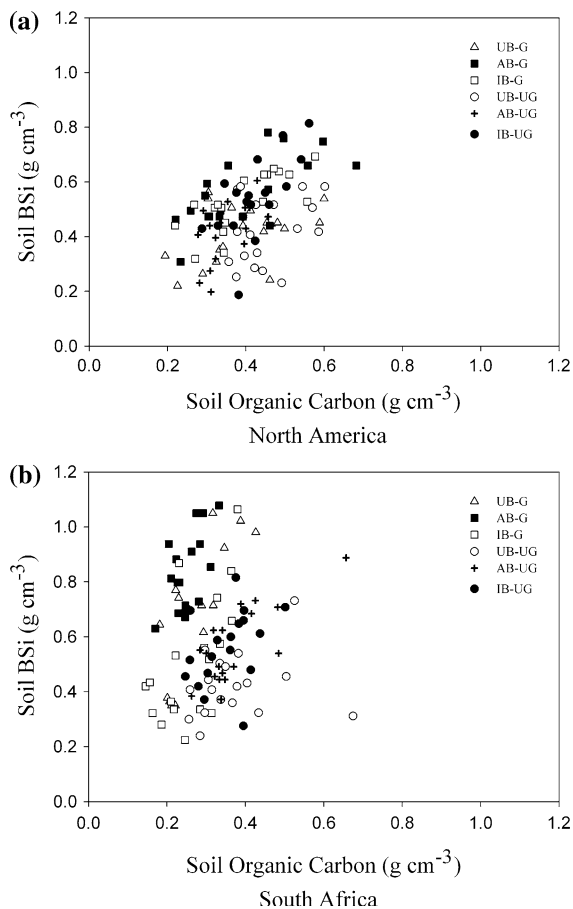 (a)
1.2
1.0
0.8
0.6
0.4
0.2
0.0
Soil BSi (g cm-3)
UB-G
AB-G
IB-G
UB-UG
AB-UG
IB-UG
0.0 0.2 0.4 0.6 0.8 1.0 1.2
Soil Organic Carbon (g cm-3)
North America
(b)
1.2
1.0
0.8
0.6
0.4
0.2
0.0
Soil BSi (g cm-3)
UB-G
AB-G
IB-G
UB-UG
AB-UG
IB-UG
0.0 0.2 0.4 0.6 0.8 1.0 1.2
Soil Organic Carbon (g cm-3)
South Africa